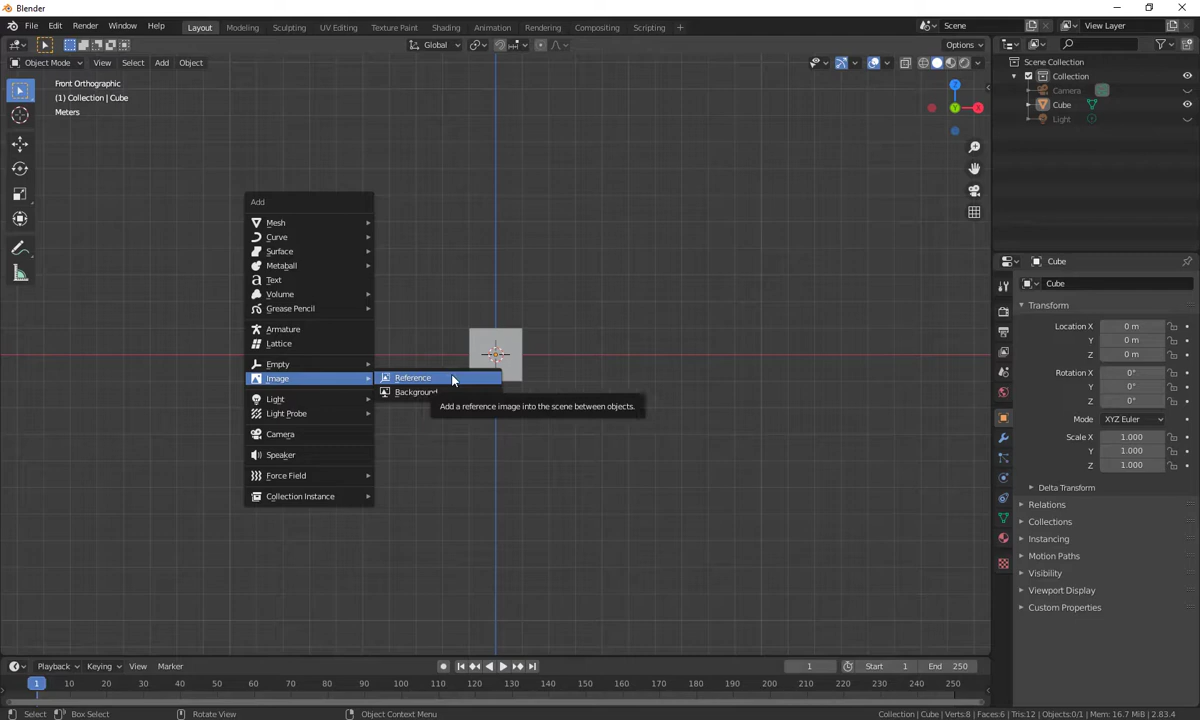 Blender
File Edit Render Window Help
Layout Modeling Sculpting UV Editing Texture Paint Shading Animation Rendering Compositing Scripting +
Scene
View Layer
Global
Options
Object Mode View Select Add Object
Front Orthographic
(1) Collection | Cube
Meters
Z
Y
X
Add
Mesh
Curve
Surface
Metaball
Text
Volume
Grease Pencil
Armature
Lattice
Empty
Image
Light
Light Probe
Camera
Speaker
Force Field
Collection Instance
Reference
Background
Add a reference image into the scene between objects.
Scene Collection
Collection
Camera
Cube
Light
Cube
Cube
Transform
Location X 0 m
Y 0 m
Z 0 m
Rotation X 0°
Y 0°
Z 0°
Mode XYZ Euler
Scale X 1.000
Y 1.000
Z 1.000
Delta Transform
Relations
Collections
Instancing
Motion Paths
Visibility
Viewport Display
Custom Properties
Playback Keying View Marker
1 Start 1 End 250
1 10 20 30 40 50 60 70 80 90 100 110 120 130 140 150 160 170 180 190 200 210 220 230 240 250
Select Box Select Rotate View Object Context Menu
Collection | Cube | Verts:8 | Faces:6 | Tris:12 | Objects:0/1 | Mem: 16.7 MiB | 2.83.4